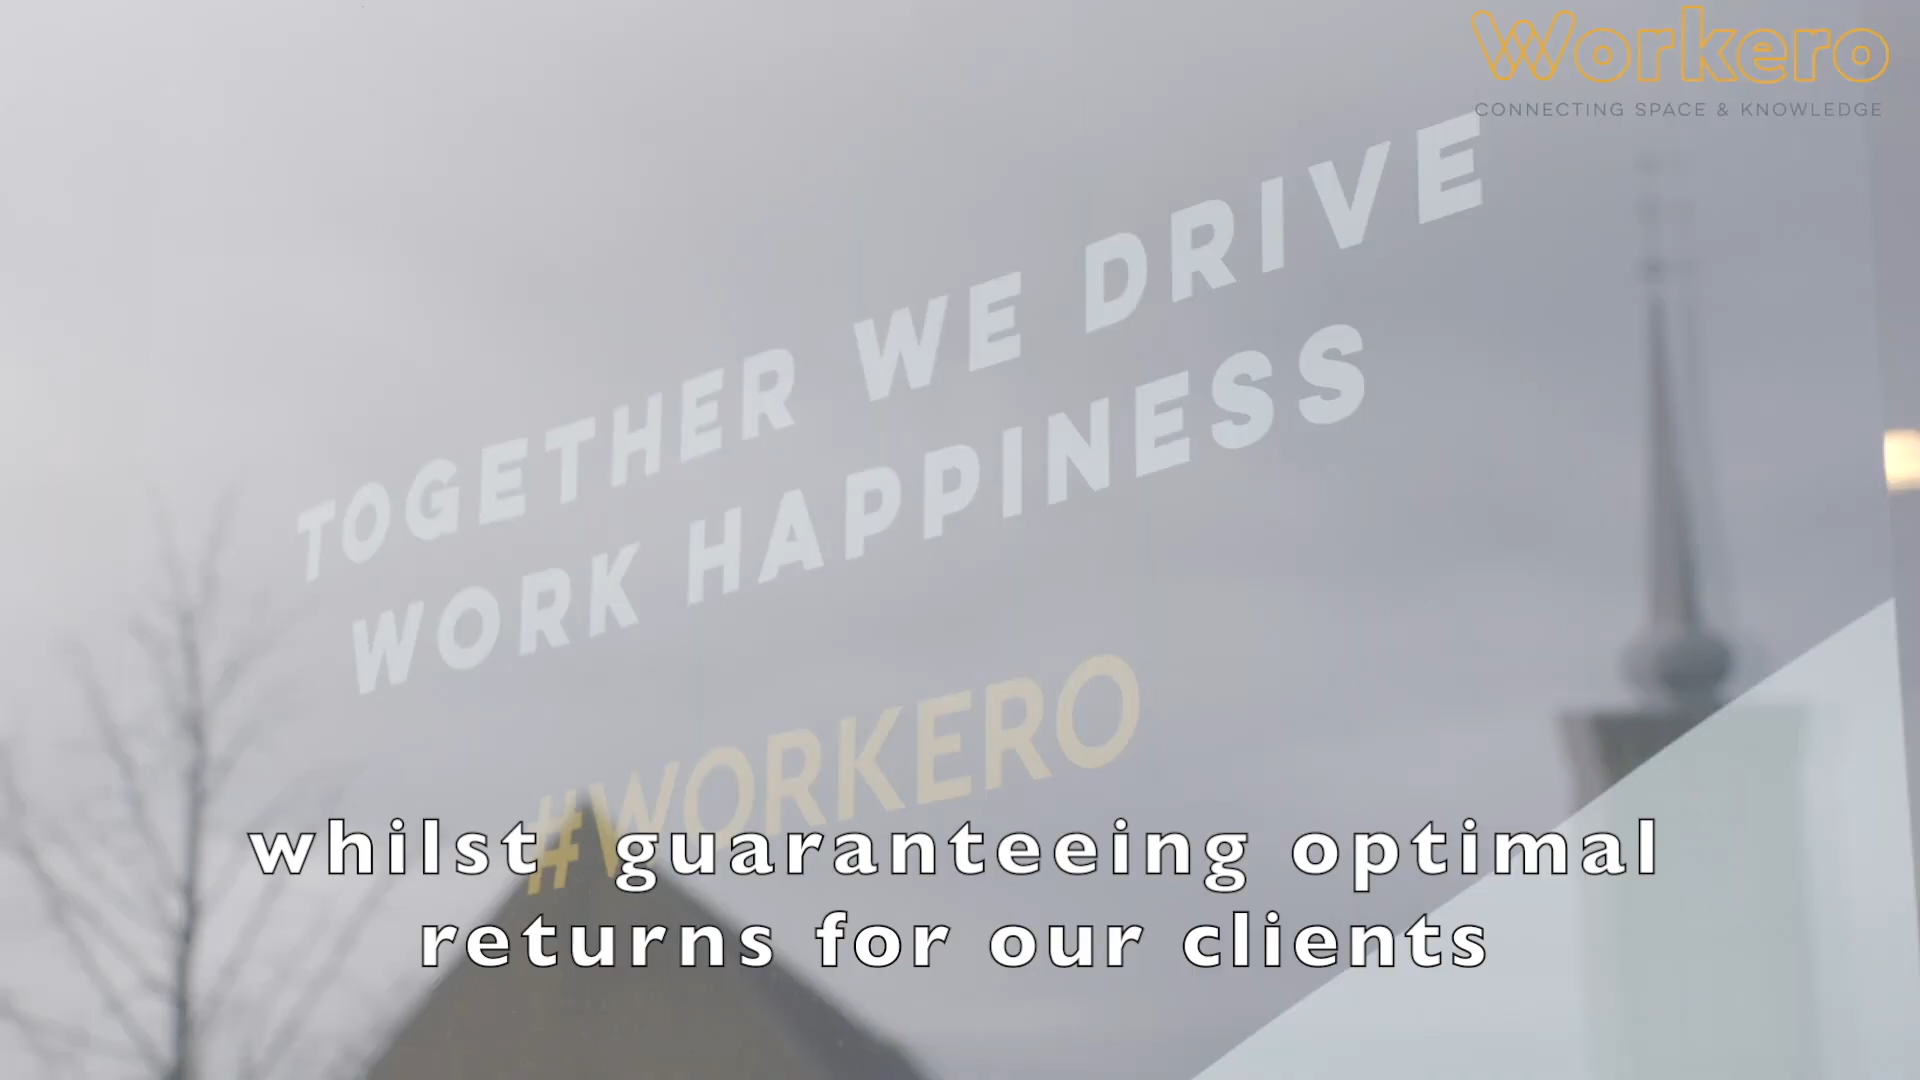 Workero
CONNECTING SPACE & KNOWLEDGE
TOGETHER WE DRIVE
WORK HAPPINESS
#WORKERO
whilst guaranteeing optimal
returns for our clients